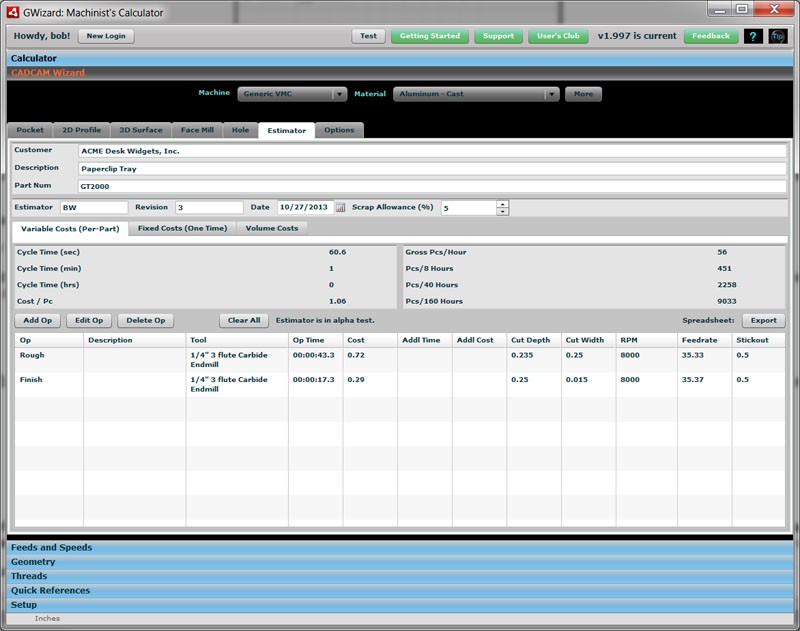 GWizard: Machinist's Calculator
Howdy, bob! New Login Test Getting Started Support User's Club v1.997 is current Feedback ? Tip
Calculator
CADCAM Wizard
Machine Generic VMC Material Aluminum - Cast More
Pocket 2D Profile 3D Surface Face Mill Hole Estimator Options
Customer ACME Desk Widgets, Inc.
Description Paperclip Tray
Part Num GT2000
Estimator BW Revision 3 Date 10/27/2013 Scrap Allowance (%) 5
Variable Costs (Per-Part) Fixed Costs (One Time) Volume Costs
Cycle Time (sec) 60.6 Gross Pcs/Hour 56
Cycle Time (min) 1 Pcs/8 Hours 451
Cycle Time (hrs) 0 Pcs/40 Hours 2258
Cost / Pc 1.06 Pcs/160 Hours 9033
Add Op Edit Op Delete Op Clear All Estimator is in alpha test. Spreadsheet: Export
Op Description Tool Op Time Cost Addl Time Addl Cost Cut Depth Cut Width RPM Feedrate Stickout
Rough 1/4" 3 flute Carbide 00:00:43.3 0.72 0.235 0.25 8000 35.33 0.5
Endmill
Finish 1/4" 3 flute Carbide 00:00:17.3 0.29 0.25 0.015 8000 35.37 0.5
Endmill
Feeds and Speeds
Geometry
Threads
Quick References
Setup
Inches